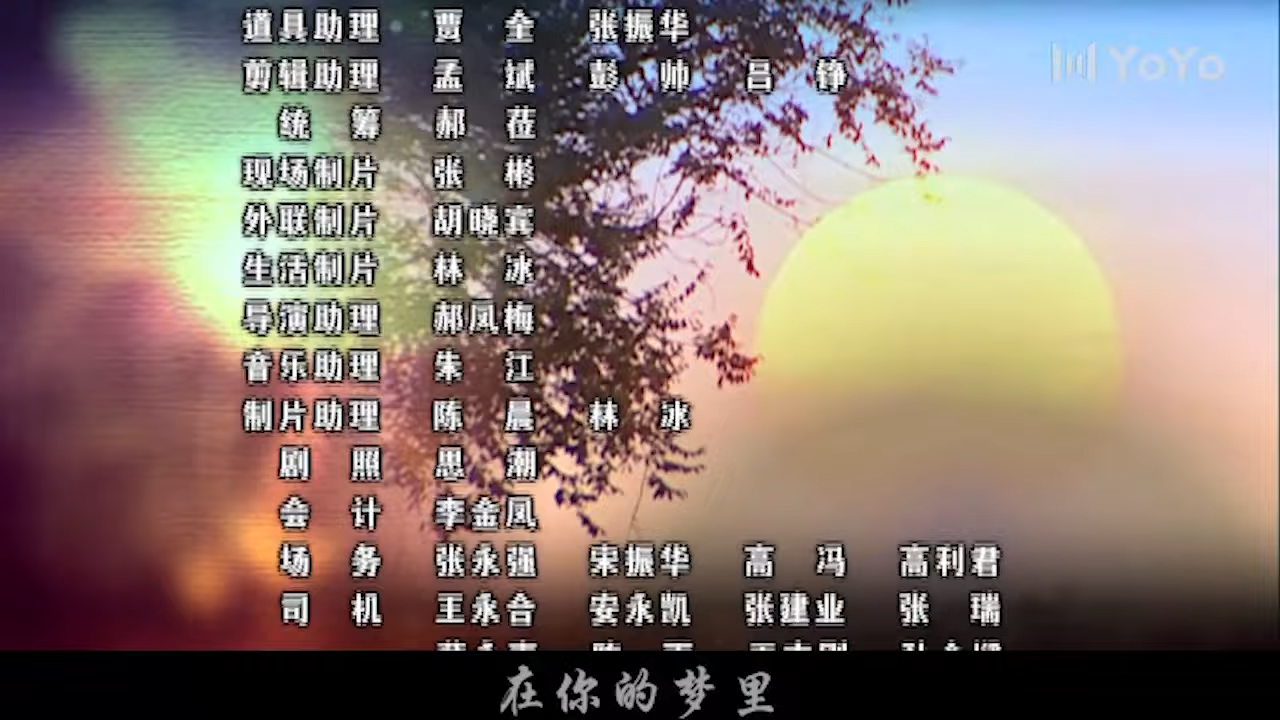 道具助理 贾全 张振华
YoYo
剪辑助理 孟斌 彭帅 吕铮
统筹 郝莅
现场制片 张彬
外联制片 胡晓宾
生活制片 林冰
导演助理 郝凤梅
音乐助理 朱江
制片助理 陈晨 林冰
剧照 思潮
会计 李金凤
场务 张永强 宋振华 高冯 高利君
司机 王永合 安永凯 张建业 张瑞
在你的梦里